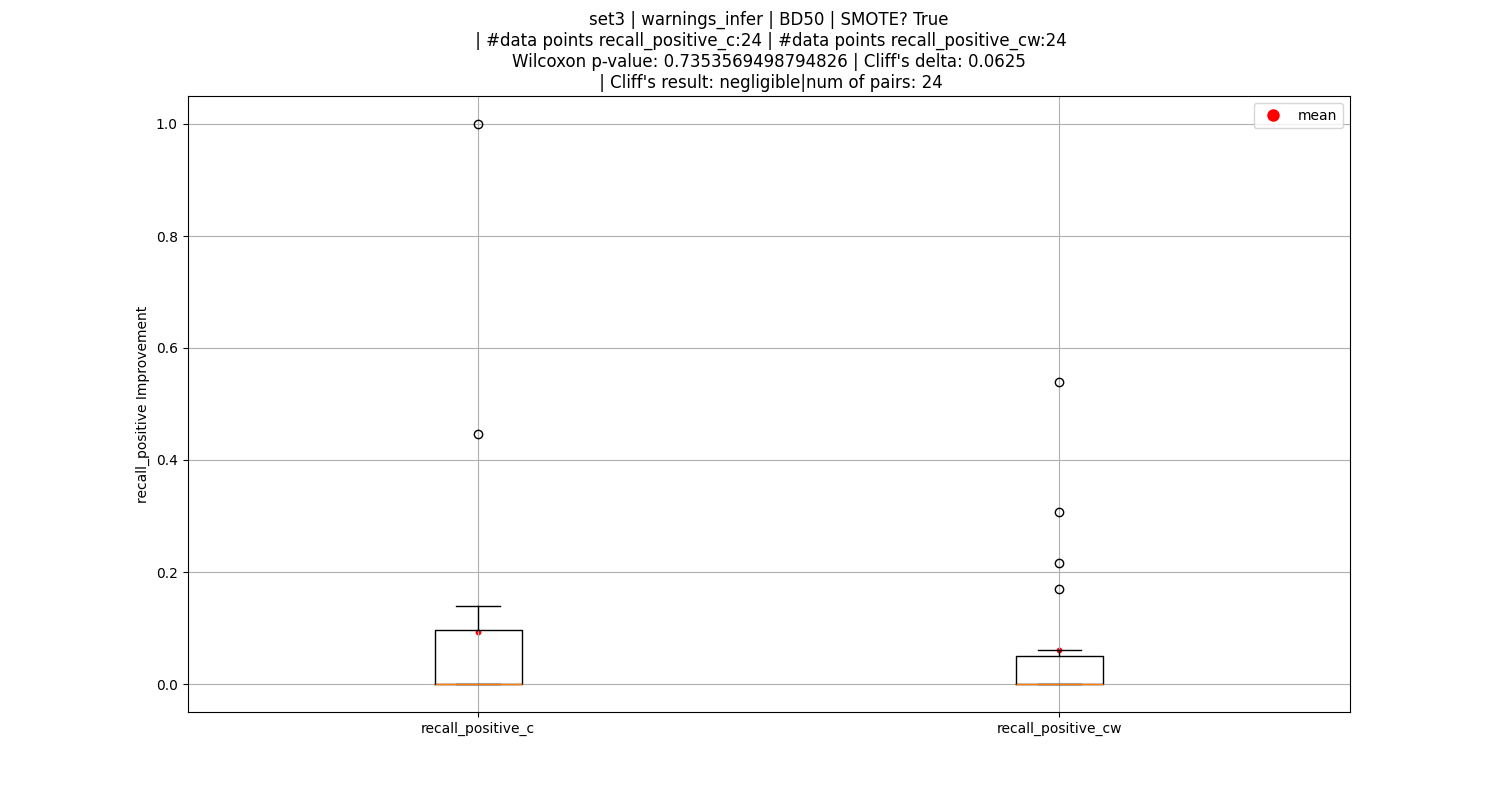 set3 | warnings_infer | BD50 | SMOTE? True
| #data points recall_positive_c:24 | #data points recall_positive_cw:24
Wilcoxon p-value: 0.7353569498794826 | Cliff's delta: 0.0625
| Cliff's result: negligible|num of pairs: 24
mean
1.0
0.8
0.6
0.4
0.2
0.0
recall_positive Improvement
recall_positive_c
recall_positive_cw